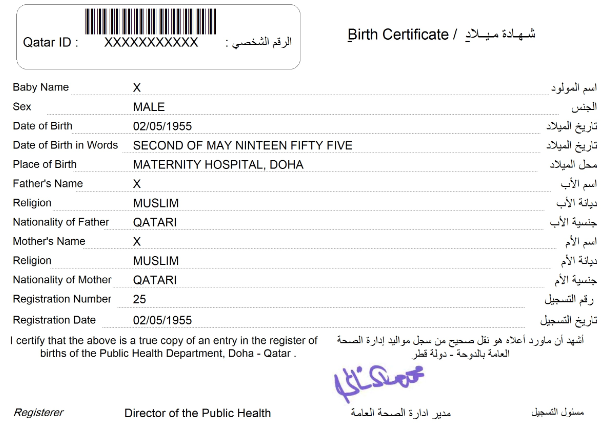 Qatar ID : XXXXXXXXXXX الرقم الشخصي :
Birth Certificate / شهادة ميلاد
Baby Name X اسم المولود
Sex MALE الجنس
Date of Birth 02/05/1955 تاريخ الميلاد
Date of Birth in Words SECOND OF MAY NINTEEN FIFTY FIVE تاريخ الميلاد
Place of Birth MATERNITY HOSPITAL, DOHA محل الميلاد
Father's Name X اسم الأب
Religion MUSLIM ديانة الأب
Nationality of Father QATARI جنسية الأب
Mother's Name X اسم الأم
Religion MUSLIM ديانة الأم
Nationality of Mother QATARI جنسية الأم
Registration Number 25 رقم التسجيل
Registration Date 02/05/1955 تاريخ التسجيل
I certify that the above is a true copy of an entry in the register of
births of the Public Health Department, Doha - Qatar .
أشهد أن ماورد أعلاه هو نقل صحيح من سجل مواليد إدارة الصحة
العامة بالدوحة - دولة قطر
Registerer Director of the Public Health مدير ادارة الصحة العامة مسئول التسجيل